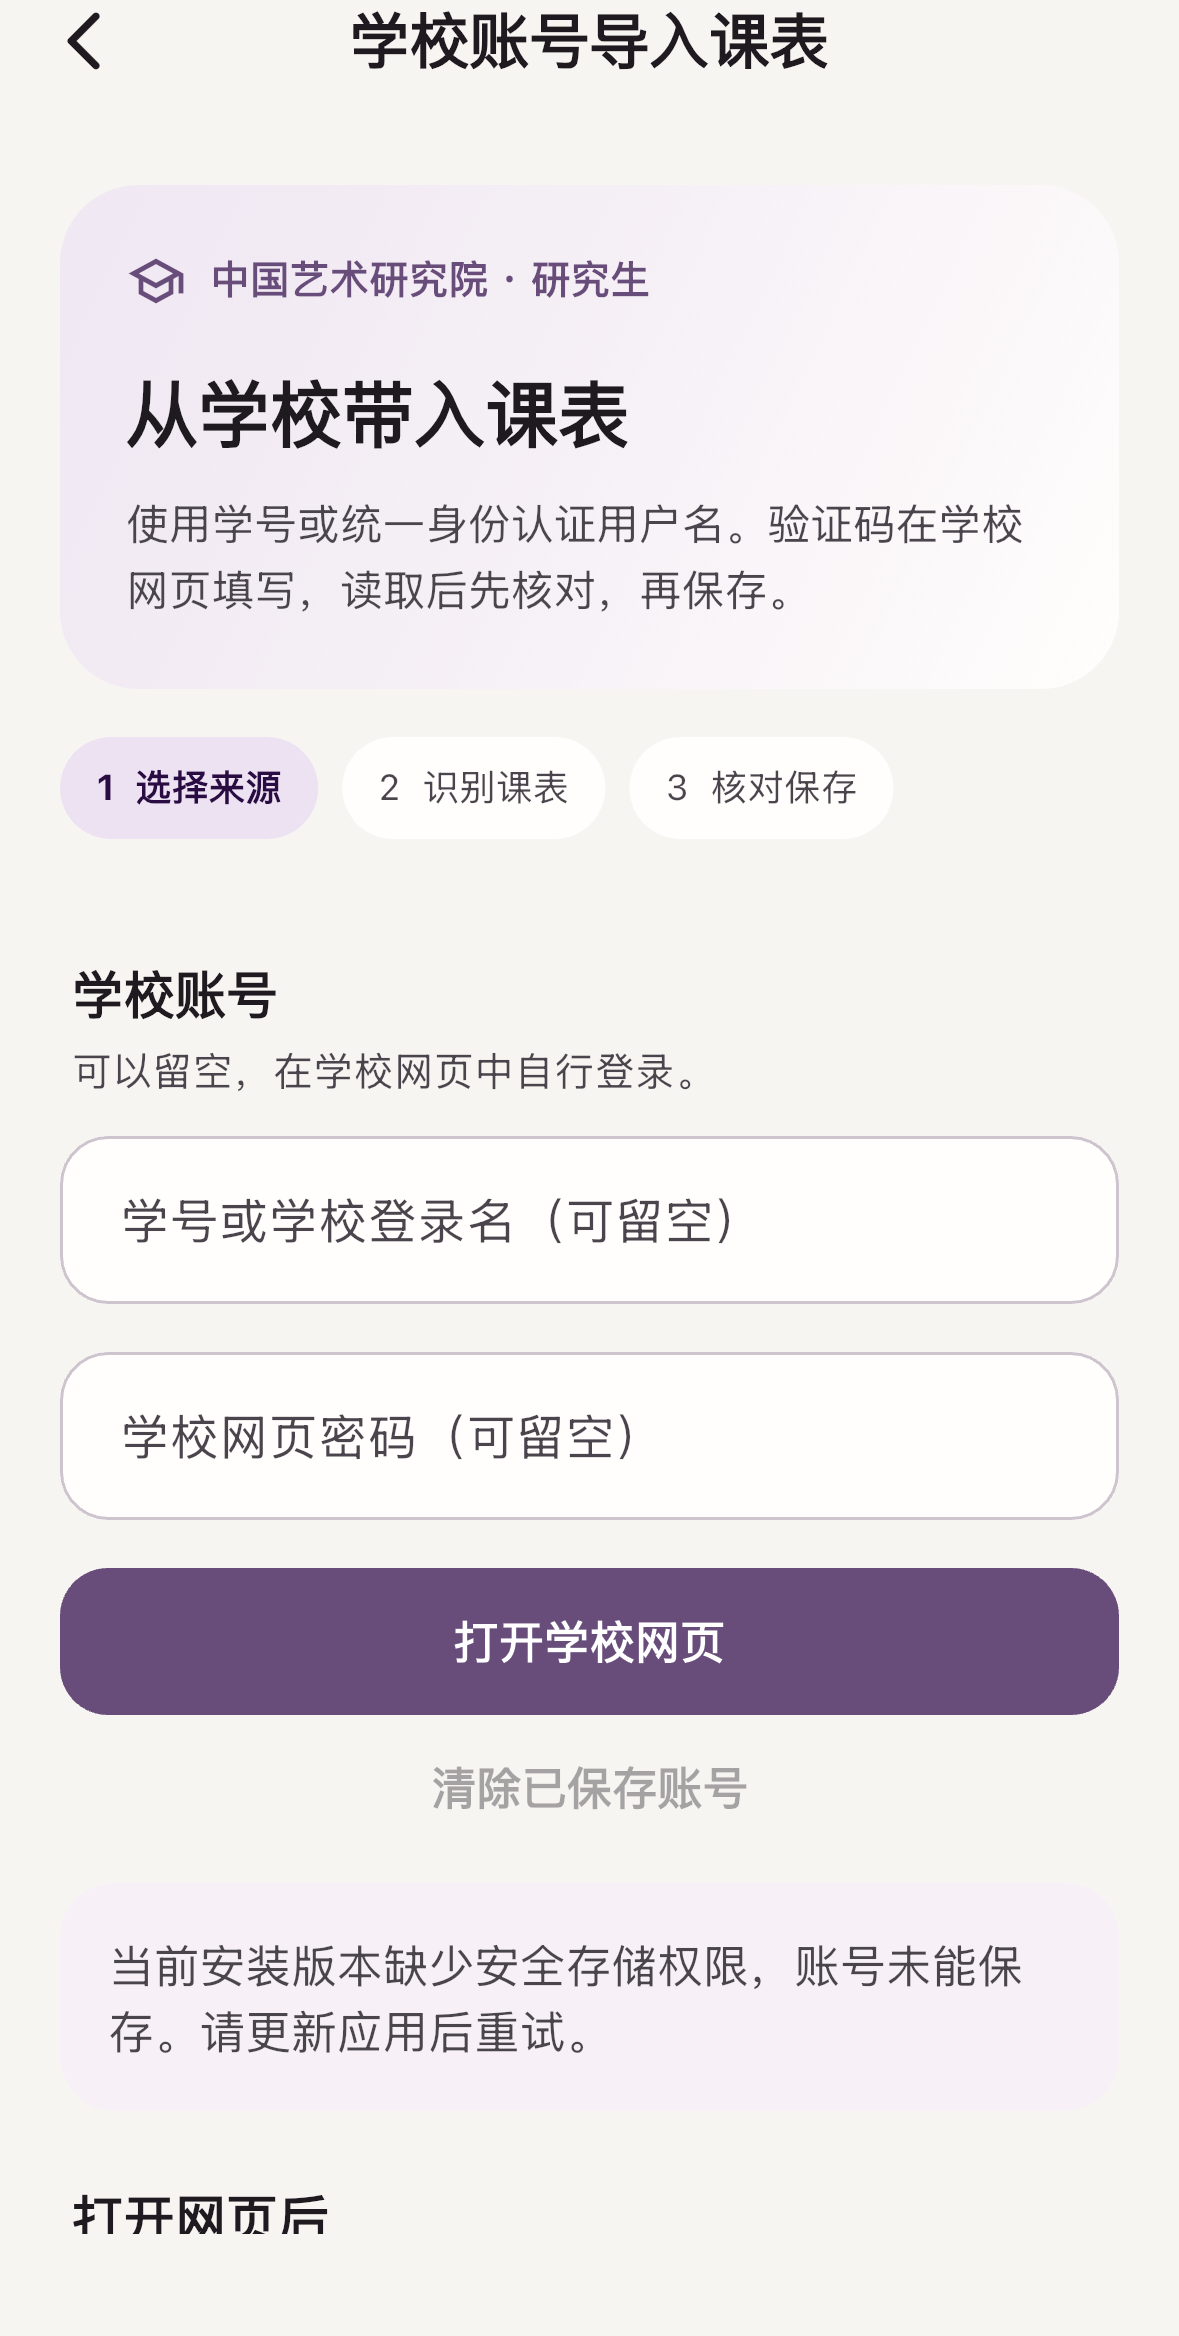 学校账号导入课表
中国艺术研究院 · 研究生
从学校带入课表
使用学号或统一身份认证用户名。验证码在学校
网页填写，读取后先核对，再保存。
1 选择来源
2 识别课表
3 核对保存
学校账号
可以留空，在学校网页中自行登录。
学号或学校登录名（可留空）
学校网页密码（可留空）
打开学校网页
清除已保存账号
当前安装版本缺少安全存储权限，账号未能保
存。请更新应用后重试。
打开网页后